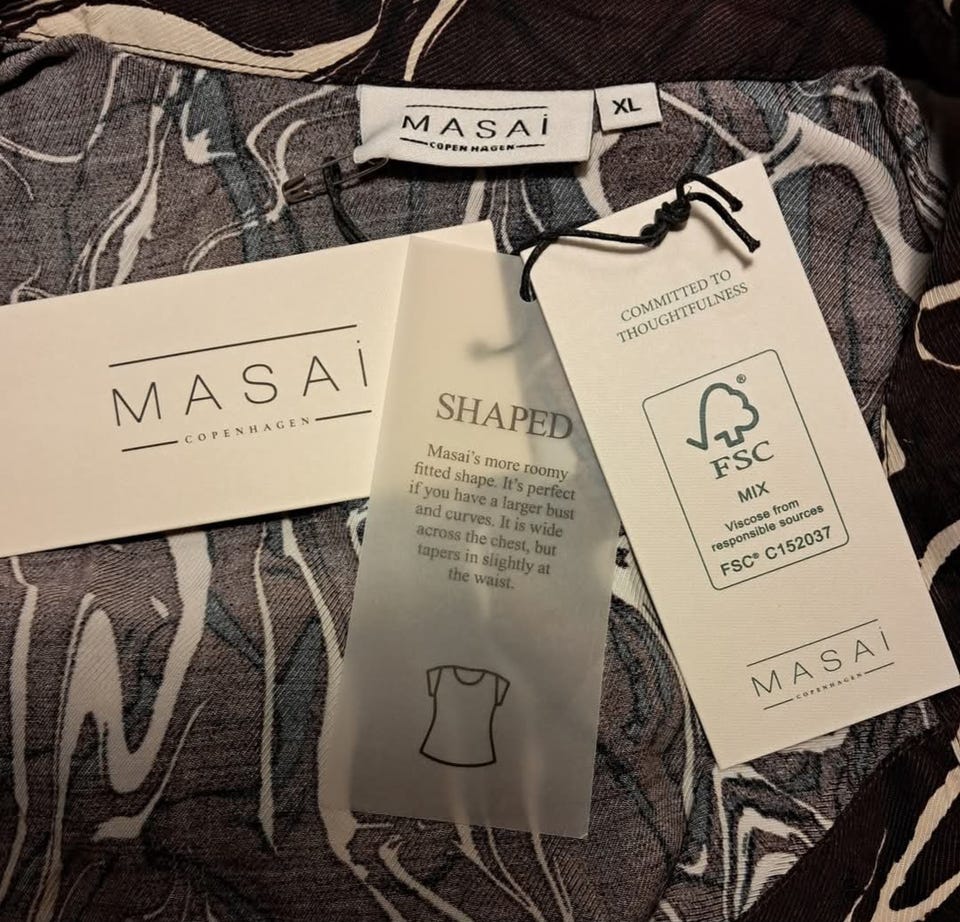 MASAi
COPENHAGEN
XL
MASAi
COPENHAGEN
SHAPED
Masai's more roomy
fitted shape. It's perfect
if you have a larger bust
and curves. It is wide
across the chest, but
tapers in slightly at
the waist.
COMMITTED TO
THOUGHTFULNESS
®
FSC
MIX
Viscose from
responsible sources
FSC® C152037
MASAi
COPENHAGEN